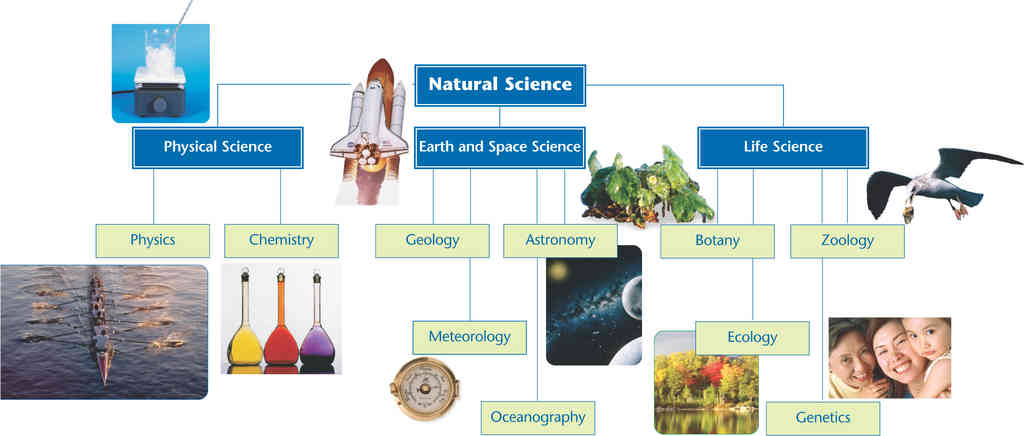 Natural Science
Physical Science
Earth and Space Science
Life Science
Physics
Chemistry
Geology
Astronomy
Botany
Zoology
Meteorology
Ecology
Oceanography
Genetics